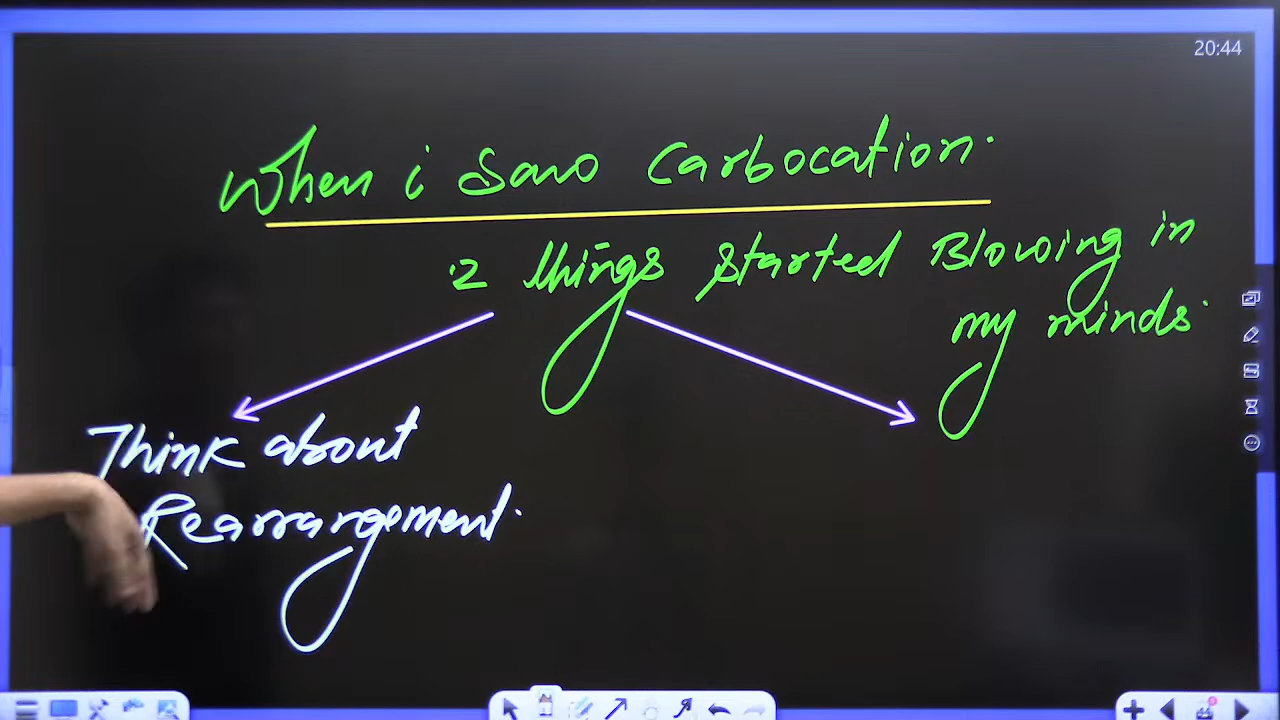 20:44
When i saw Carbocation.
2 things started Blowing in
my minds.
Think about
Rearrangement.